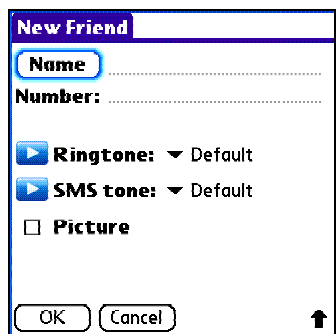 New Friend
Name
Number:
Ringtone: Default
SMS tone: Default
Picture
OK Cancel